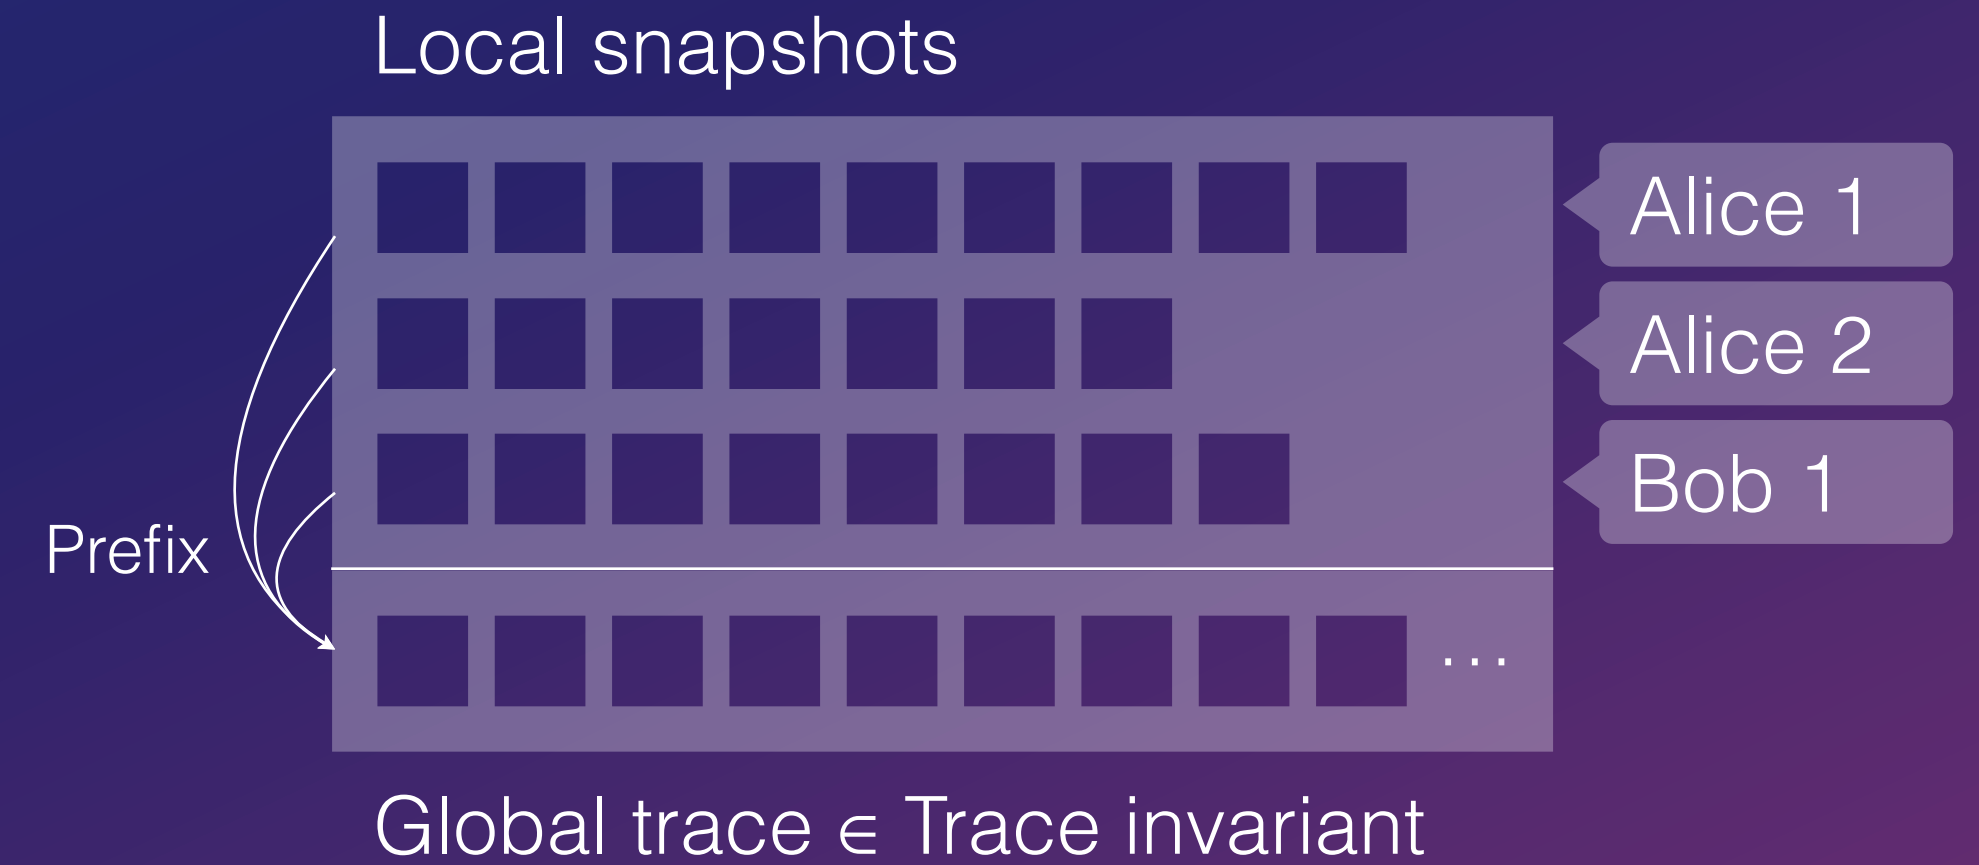 Local snapshots
Alice 1
Alice 2
Bob 1
Prefix
...
Global trace ∈ Trace invariant